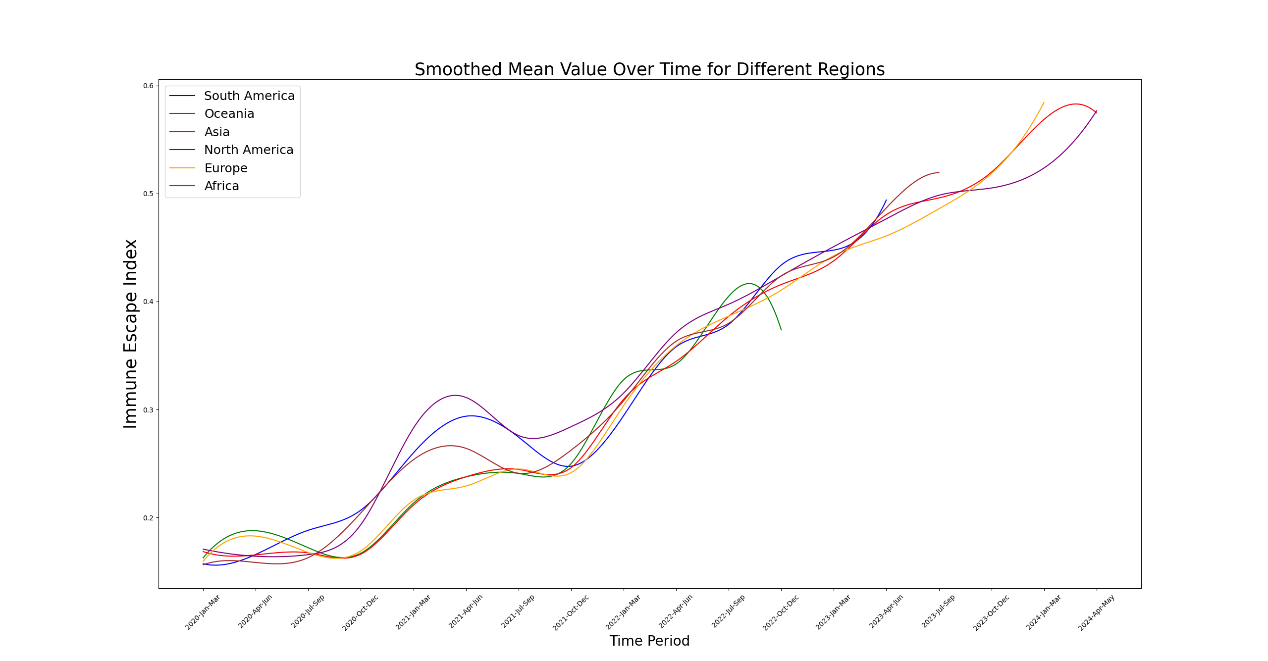 Smoothed Mean Value Over Time for Different Regions
South America
Oceania
Asia
North America
Europe
Africa
Immune Escape Index
0.6
0.5
0.4
0.3
0.2
2020-Jan-Mar
2020-Apr-Jun
2020-Jul-Sep
2020-Oct-Dec
2021-Jan-Mar
2021-Apr-Jun
2021-Jul-Sep
2021-Oct-Dec
2022-Jan-Mar
2022-Apr-Jun
2022-Jul-Sep
2022-Oct-Dec
2023-Jan-Mar
2023-Apr-Jun
2023-Jul-Sep
2023-Oct-Dec
2024-Jan-Mar
2024-Apr-May
Time Period